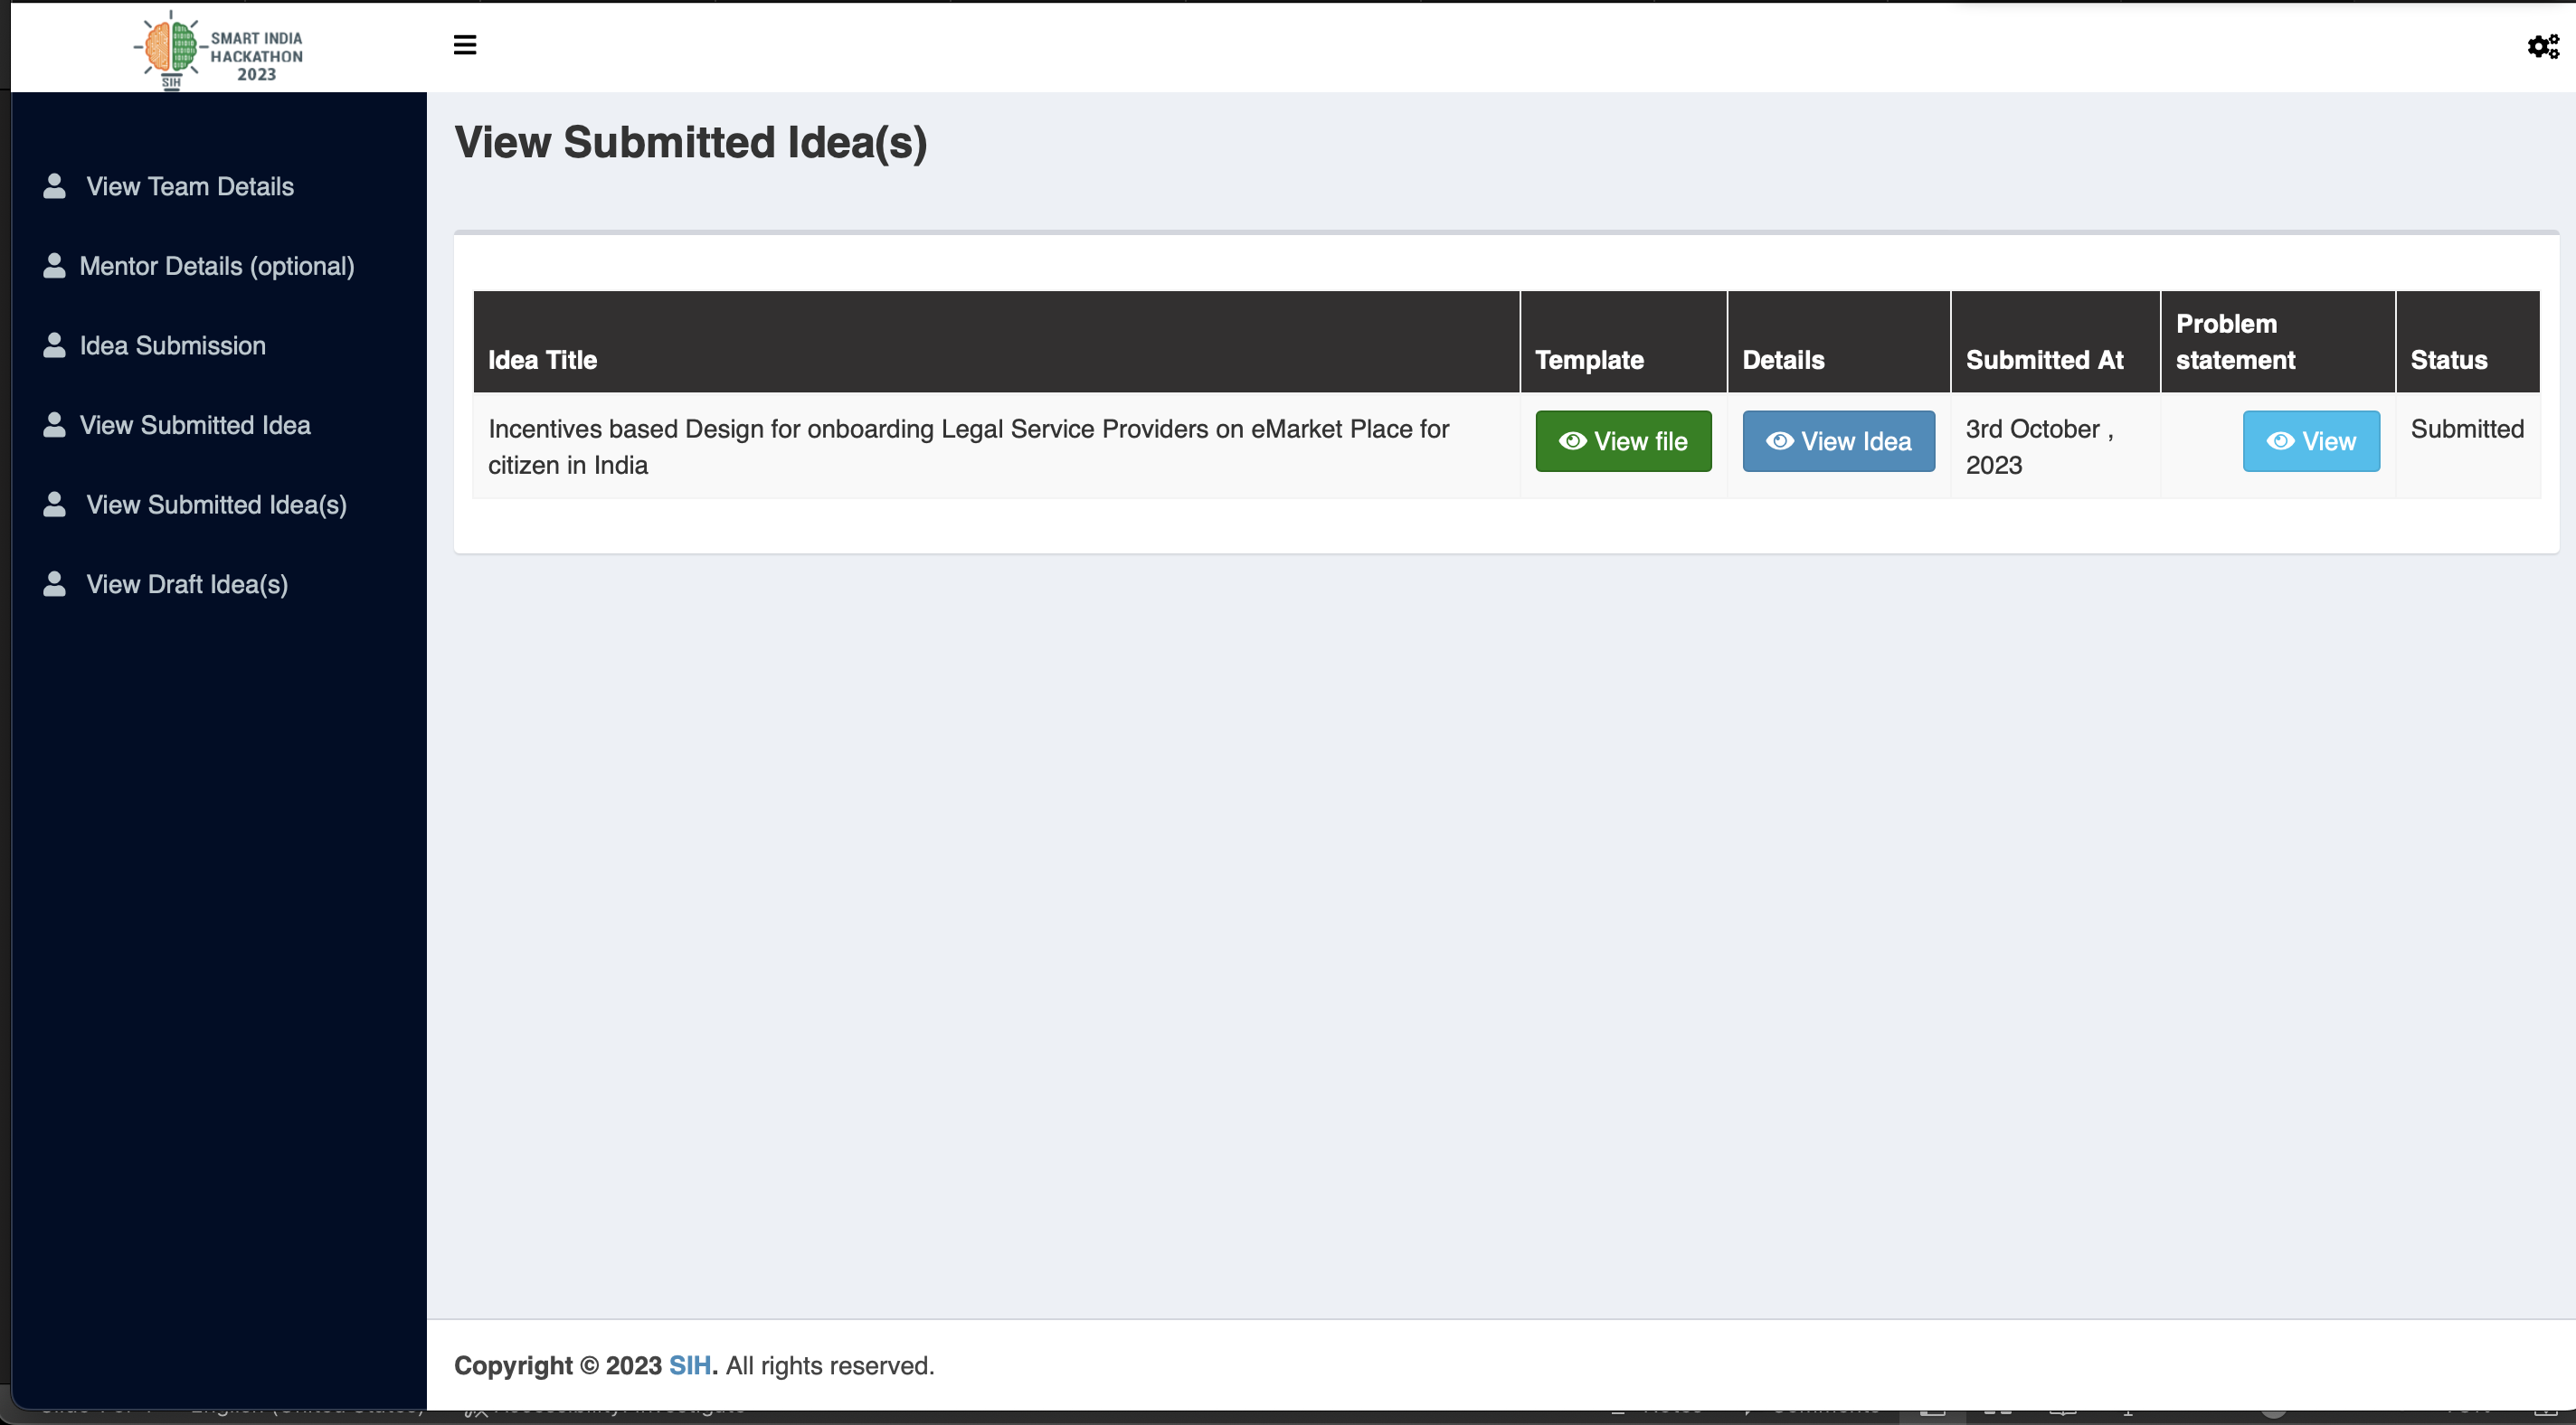 SMART INDIA
HACKATHON
2023
SIH
View Team Details
Mentor Details (optional)
Idea Submission
View Submitted Idea
View Submitted Idea(s)
View Draft Idea(s)
View Submitted Idea(s)
Idea Title
Template
Details
Submitted At
Problem
statement
Status
Incentives based Design for onboarding Legal Service Providers on eMarket Place for
citizen in India
View file
View Idea
3rd October ,
2023
View
Submitted
Copyright © 2023 SIH. All rights reserved.